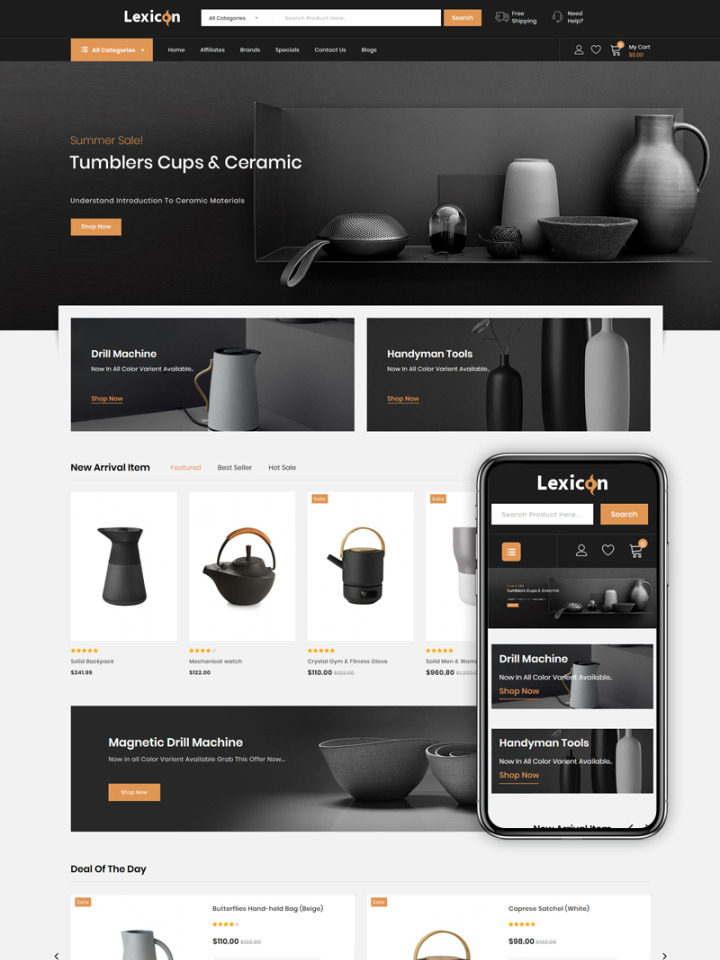 Lexicon
All Categories
Search Product Here...
Search
Free
Shipping
Need
Help?
All Categories
Home
Affiliates
Brands
Specials
Contact Us
Blogs
0
My Cart
$0.00
Summer Sale!
Tumblers Cups & Ceramic
Understand Introduction To Ceramic Materials
Shop Now
Drill Machine
Now In All Color Varient Available..
Shop Now
Handyman Tools
Now In All Color Varient Available..
Shop Now
New Arrival Item
Featured
Best Seller
Hot Sale
Sale
Sale
Solid Backpack
$241.99
Mechanical watch
$122.00
Crystal Gym & Fitness Glove
$110.00 $122.00
Solid Men & Wome
$960.80
Magnetic Drill Machine
Now in all Color Varient Available Grab This Offer Now...
Shop Now
Deal Of The Day
Sale
Butterflies Hand-held Bag (Beige)
$110.00 $122.00
Sale
Caprese Satchel (White)
$98.00 $122.00
Lexicon
Search Product Here...
Search
0
Tumblers Cups & Ceramic
Drill Machine
Now In All Color Varient Available..
Shop Now
Handyman Tools
Now In All Color Varient Available..
Shop Now
New Arrival Item